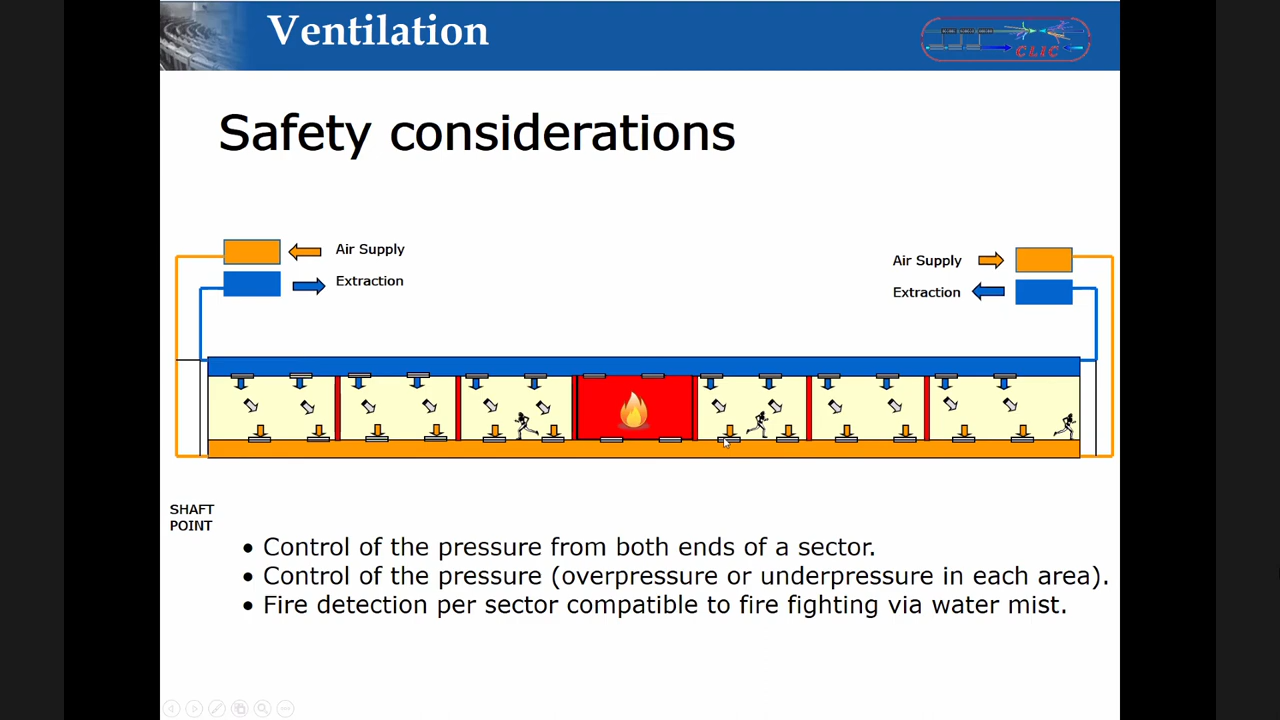 Ventilation
CLIC
Safety considerations
Air Supply
Extraction
Air Supply
Extraction
SHAFT
POINT
• Control of the pressure from both ends of a sector.
• Control of the pressure (overpressure or underpressure in each area).
• Fire detection per sector compatible to fire fighting via water mist.